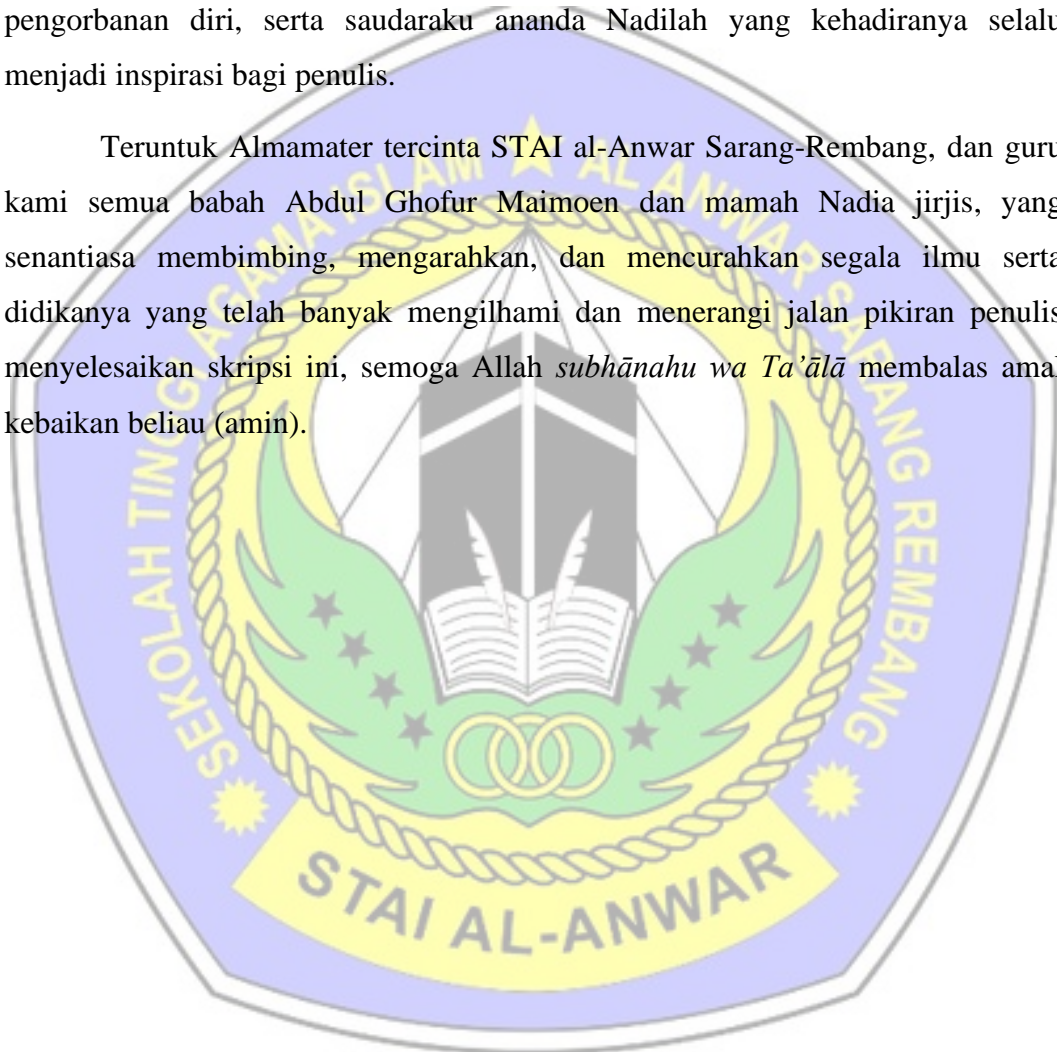 pengorbanan diri, serta saudaraku ananda Nadilah yang kehadiranya selalu
menjadi inspirasi bagi penulis.
Teruntuk Almamater tercinta STAI al-Anwar Sarang-Rembang, dan guru
kami semua babah Abdul Ghofur Maimoen dan mamah Nadia jirjis, yang
senantiasa membimbing, mengarahkan, dan mencurahkan segala ilmu serta
didikanya yang telah banyak mengilhami dan menerangi jalan pikiran penulis
menyelesaikan skripsi ini, semoga Allah subhānahu wa Ta’ālā membalas amal
kebaikan beliau (amin).
SEKOLAH TINGGI AGAMA ISLAM AL ANWAR SARANG REMBANG
STAI AL-ANWAR